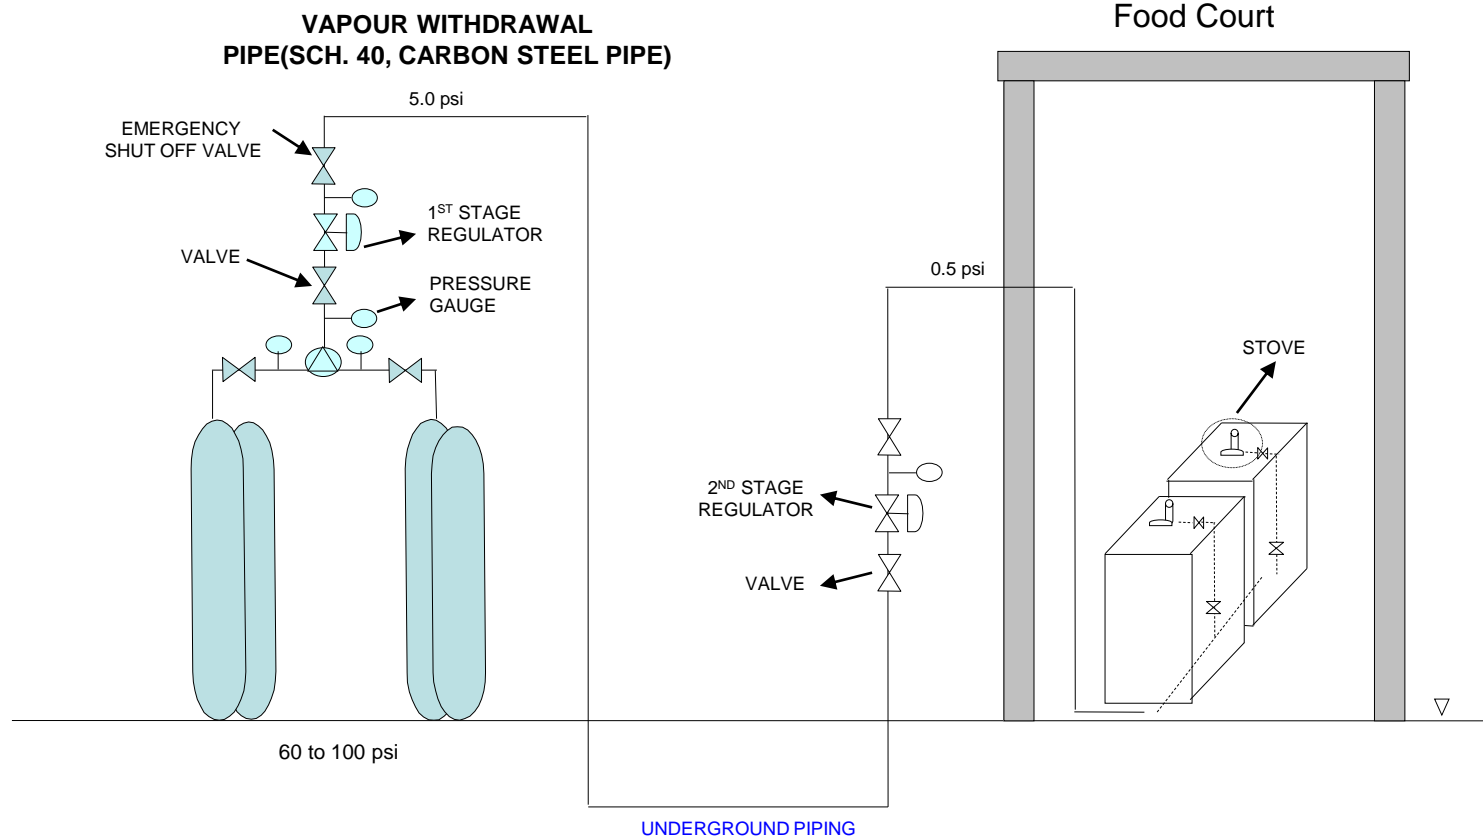 VAPOUR WITHDRAWAL
PIPE(SCH. 40, CARBON STEEL PIPE)
Food Court
5.0 psi
EMERGENCY
SHUT OFF VALVE
1ST STAGE
REGULATOR
VALVE
PRESSURE
GAUGE
0.5 psi
STOVE
2ND STAGE
REGULATOR
VALVE
60 to 100 psi
UNDERGROUND PIPING